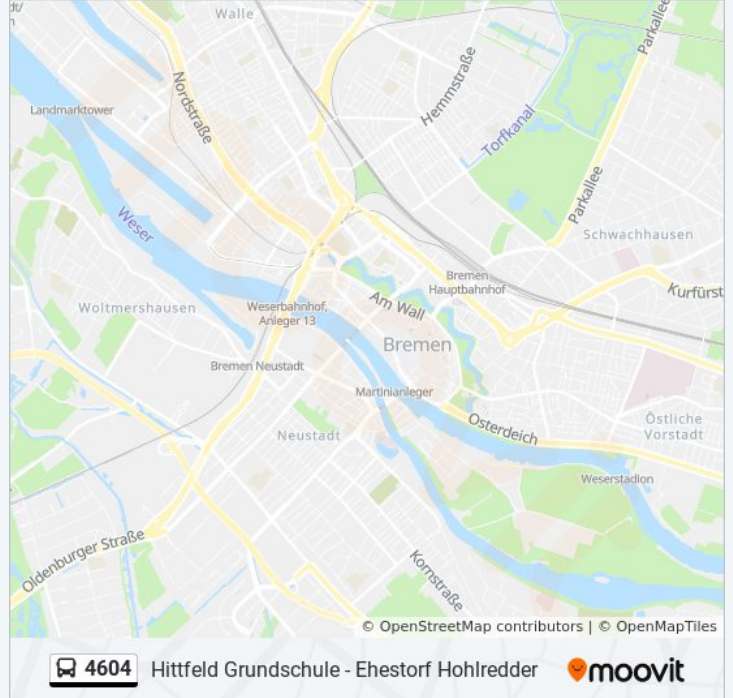 dt/
n
Walle
Parkallee
Nordstraße
Hemmstraße
Landmarktower
Torfkanal
Parkallee
Weser
Schwachhausen
Bremen
Hauptbahnhof
Kurfürst
Woltmershausen
Weserbahnhof,
Anleger 13
Am Wall
Bremen
Bremen Neustadt
Martinianleger
Neustadt
Osterdeich
Östliche
Vorstadt
Weserstadion
Oldenburger Straße
Kornstraße
© OpenStreetMap contributors | © OpenMapTiles
4604 Hittfeld Grundschule - Ehestorf Hohlredder moovit